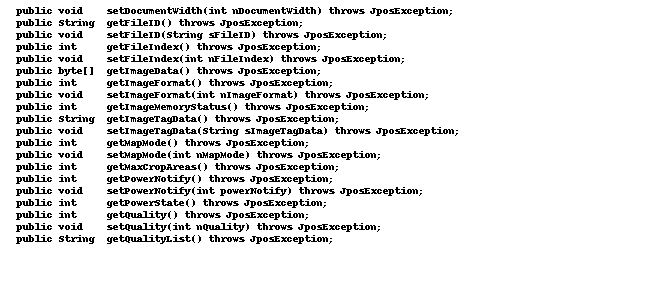 public void    setDocumentWidth(int nDocumentWidth) throws JposException;
public String  getFileID() throws JposException;
public void    setFileID(String sFileID) throws JposException;
public int     getFileIndex() throws JposException;
public void    setFileIndex(int nFileIndex) throws JposException;
public byte[]  getImageData() throws JposException;
public int     getImageFormat() throws JposException;
public void    setImageFormat(int nImageFormat) throws JposException;
public int     getImageMemoryStatus() throws JposException;
public String  getImageTagData() throws JposException;
public void    setImageTagData(String sImageTagData) throws JposException;
public int     getMapMode() throws JposException;
public void    setMapMode(int nMapMode) throws JposException;
public int     getMaxCropAreas() throws JposException;
public int     getPowerNotify() throws JposException;
public void    setPowerNotify(int powerNotify) throws JposException;
public int     getPowerState() throws JposException;
public int     getQuality() throws JposException;
public void    setQuality(int nQuality) throws JposException;
public String  getQualityList() throws JposException;